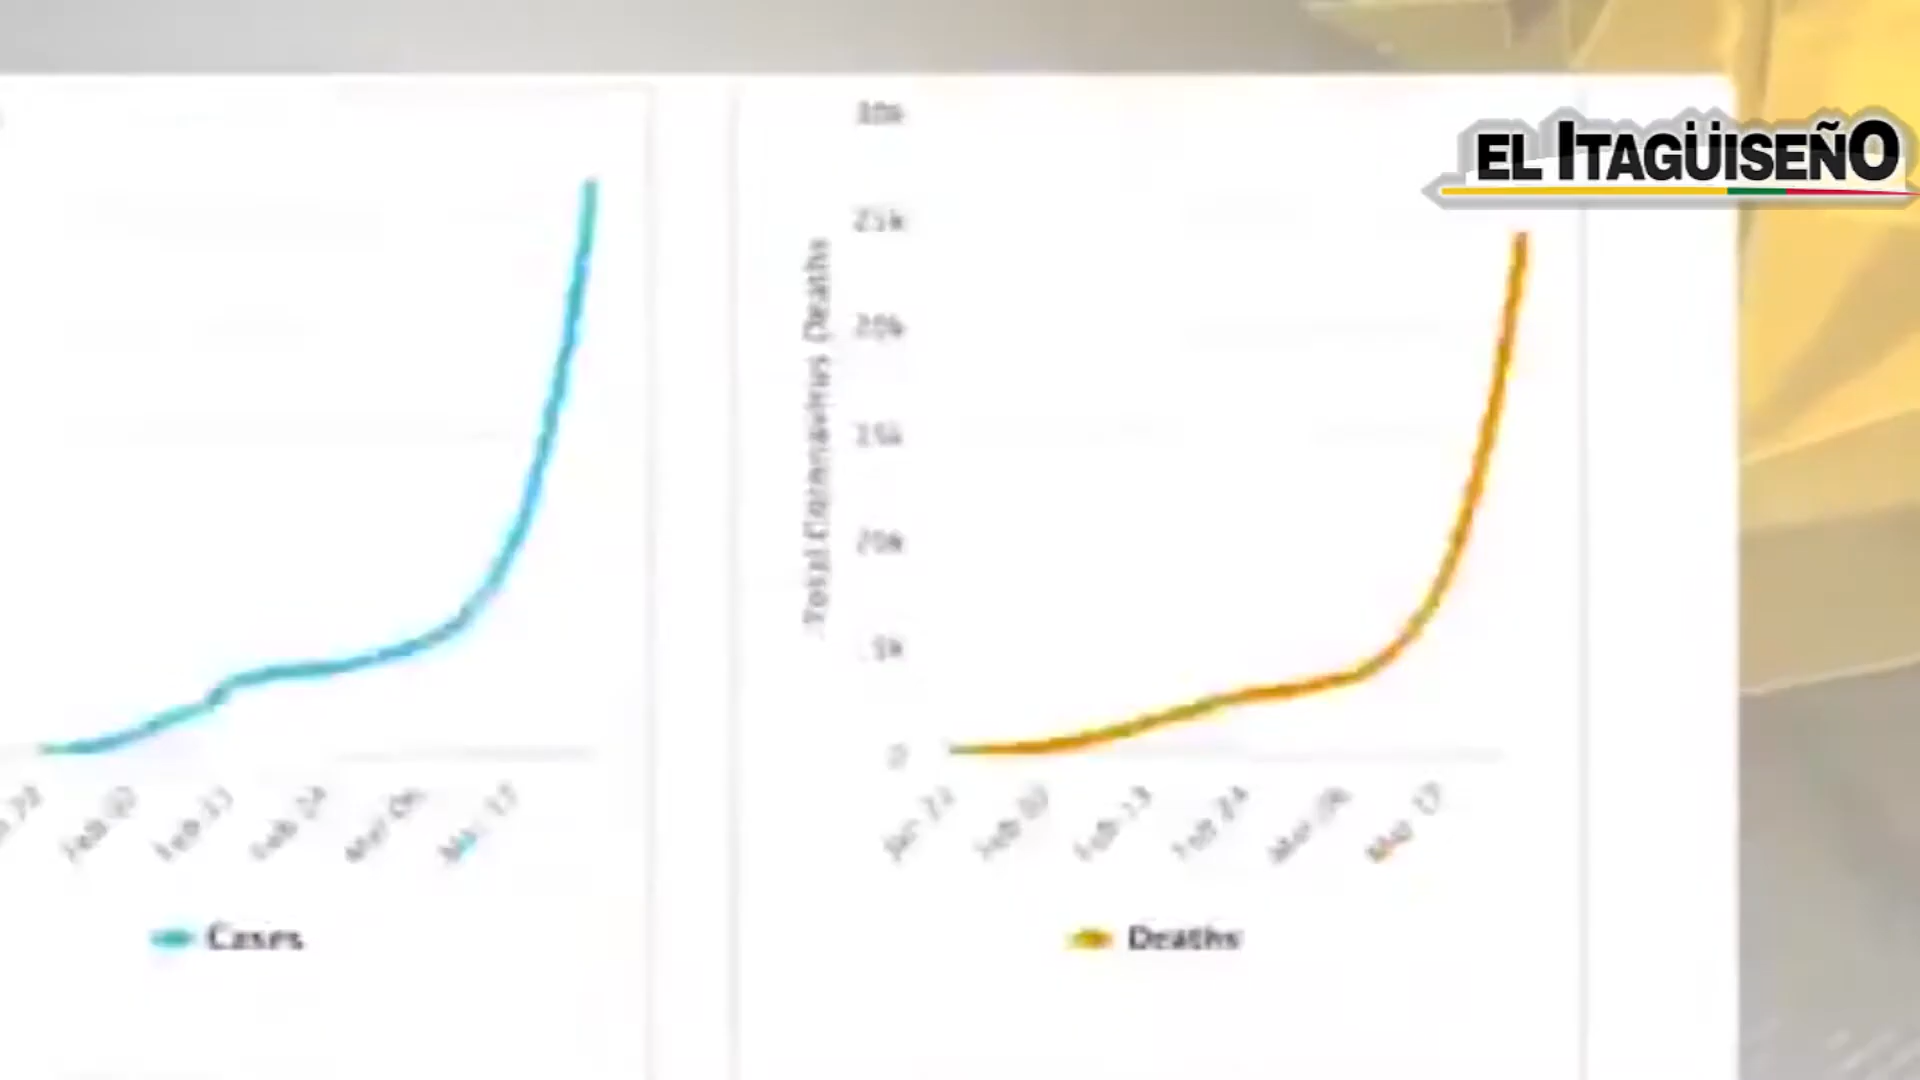 EL ITAGÜISEÑO
30k
25k
20k
15k
10k
5k
0
Total Coronavirus Deaths
Feb 02
Feb 13
Feb 24
Mar 06
Mar 17
Cases
Jan 22
Feb 02
Feb 13
Feb 24
Mar 06
Mar 17
Deaths